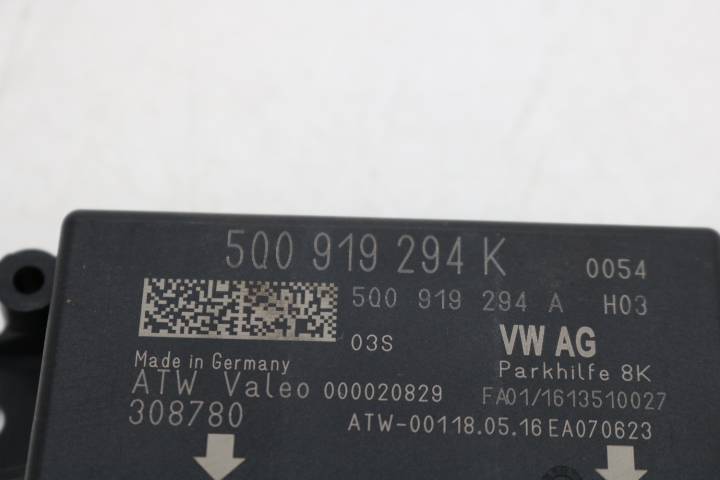 5Q0 919 294 K 0054
5Q0 919 294 A H03
03S VW AG
Made in Germany Parkhilfe 8K
ATW Valeo 000020829 FA01/1613510027
308780 ATW-00118.05.16 EA070623